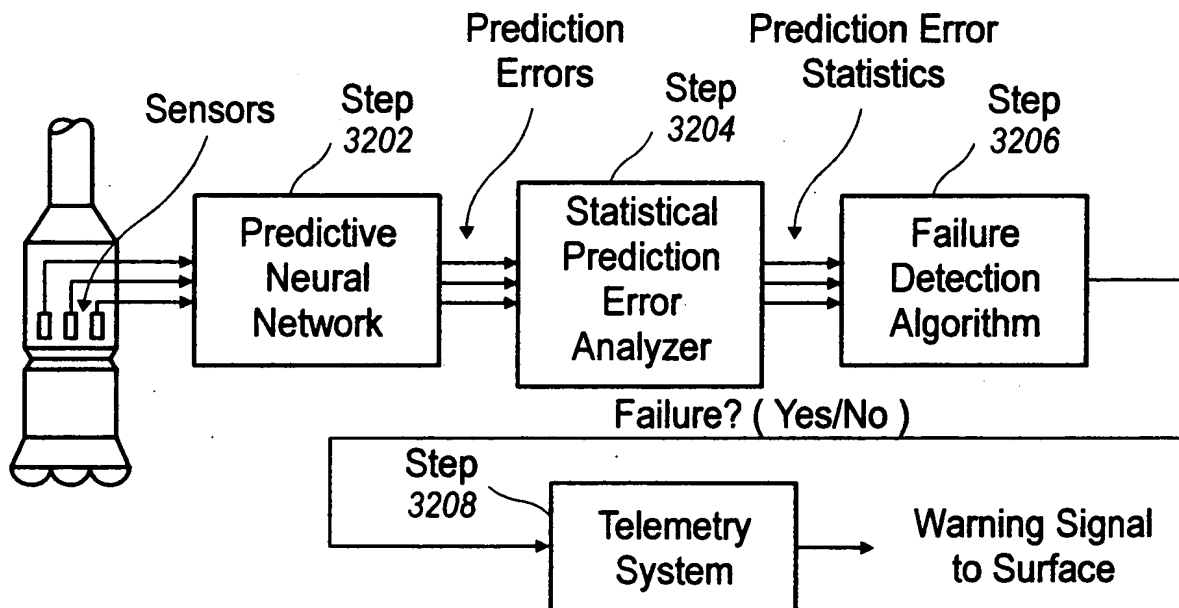 Sensors
Step
3202
Prediction
Errors
Step
3204
Prediction Error
Statistics
Step
3206
Predictive
Neural
Network
Statistical
Prediction
Error
Analyzer
Failure
Detection
Algorithm
Failure? ( Yes/No )
Step
3208
Telemetry
System
Warning Signal
to Surface